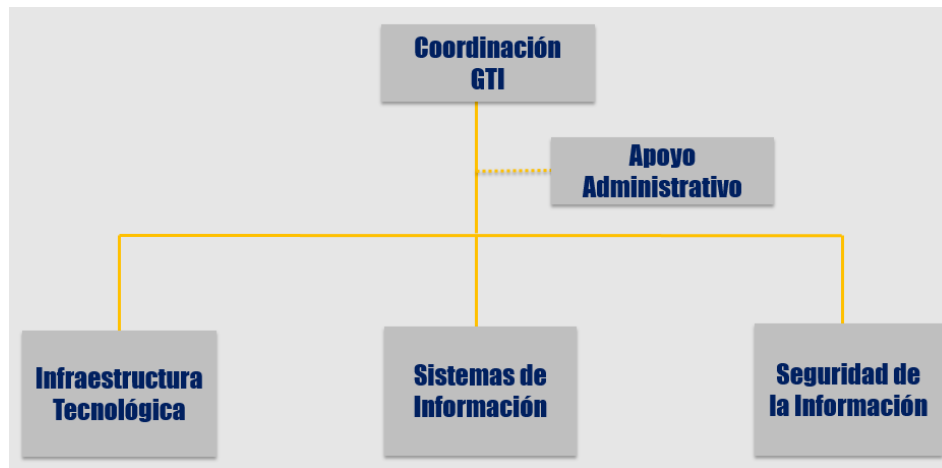 Coordinación
GTI
Apoyo
Administrativo
Infraestructura
Tecnológica
Sistemas de
Información
Seguridad de
la Información